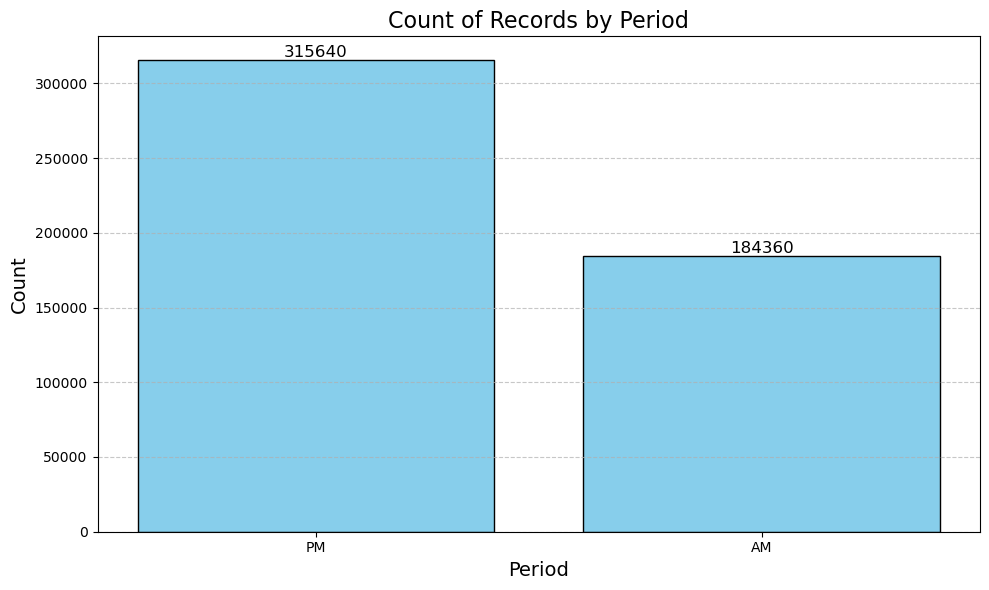 Count of Records by Period
315640
184360
300000
250000
200000
150000
100000
50000
0
Count
PM
AM
Period